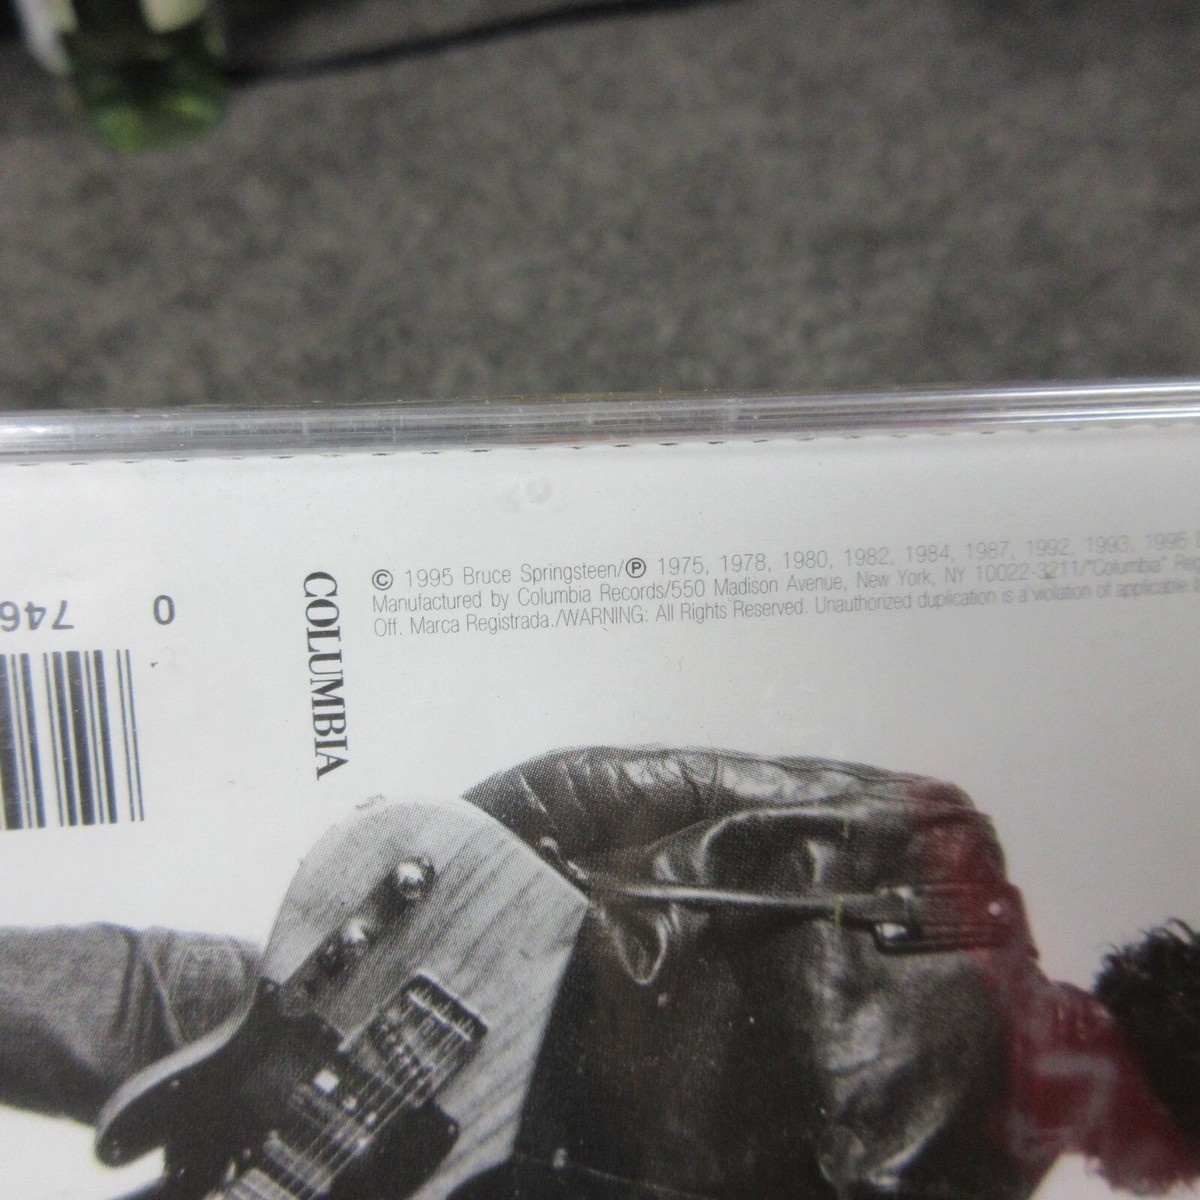 © 1995 Bruce Springsteen/℗ 1975, 1978, 1980, 1982, 1984, 1987, 1992, 1993, 1995
Manufactured by Columbia Records/550 Madison Avenue, New York, NY 10022-3211/"Columbia" Reg
Off. Marca Registrada./WARNING: All Rights Reserved. Unauthorized duplication is a violation of applicable
COLUMBIA
0 746